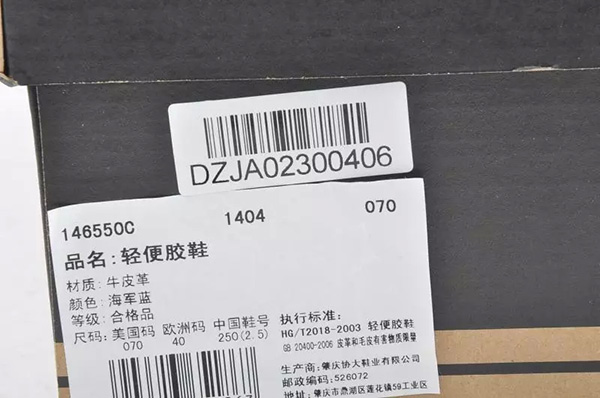 DZJA02300406
146550C 1404 070
品名:轻便胶鞋
材质:牛皮革
颜色:海军蓝
等级:合格品
尺码:美国码 欧洲码 中国鞋号
070 40 250(2.5)
执行标准:
HG/T2018-2003 轻便胶鞋
GB 20400-2006 皮革和毛皮有害物质限量
生产商:肇庆协大鞋业有限公司
邮政编码:526072
地址:肇庆市鼎湖区莲花镇59工业区